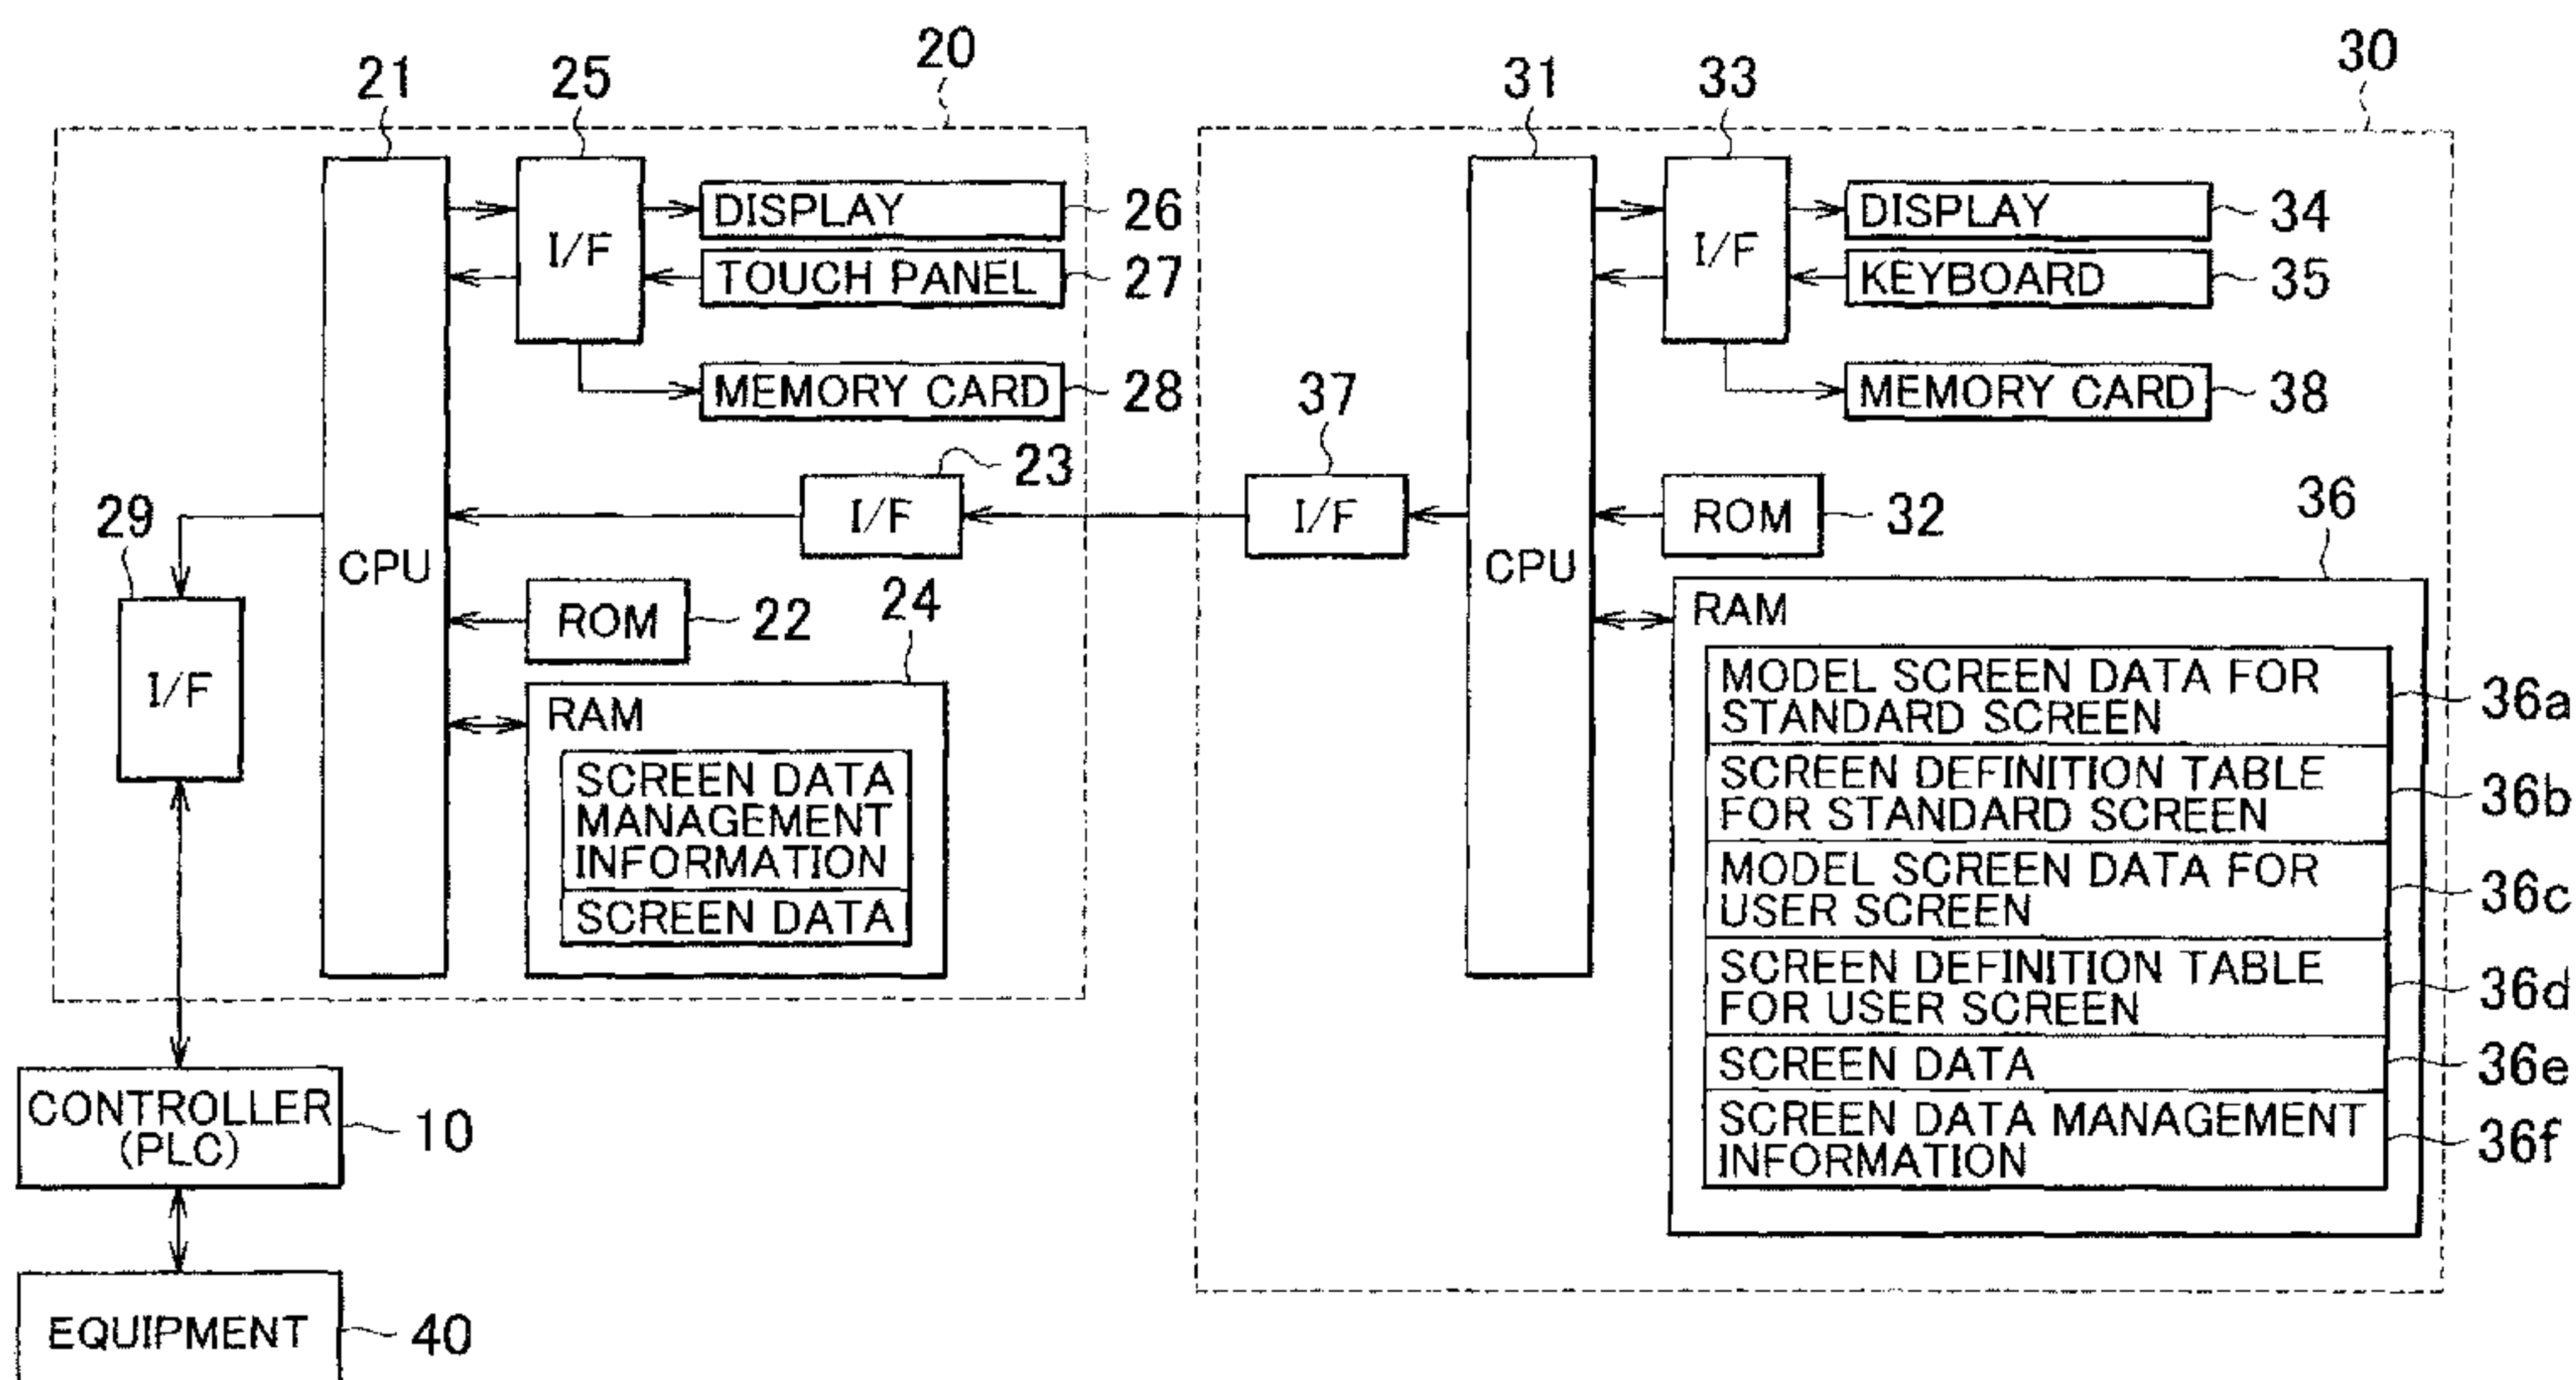 20
30
21
25
31
33
DISPLAY
26
DISPLAY
34
I/F
I/F
TOUCH PANEL
27
KEYBOARD
35
MEMORY CARD
28
MEMORY CARD
38
37
23
29
I/F
I/F
ROM
32
36
CPU
CPU
24
ROM
22
RAM
I/F
RAM
MODEL SCREEN DATA FOR
STANDARD SCREEN
36a
SCREEN DATA
MANAGEMENT
INFORMATION
SCREEN DEFINITION TABLE
FOR STANDARD SCREEN
36b
SCREEN DATA
MODEL SCREEN DATA FOR
USER SCREEN
36c
SCREEN DEFINITION TABLE
FOR USER SCREEN
36d
SCREEN DATA
36e
CONTROLLER
(PLC)
10
SCREEN DATA MANAGEMENT
INFORMATION
36f
EQUIPMENT
40